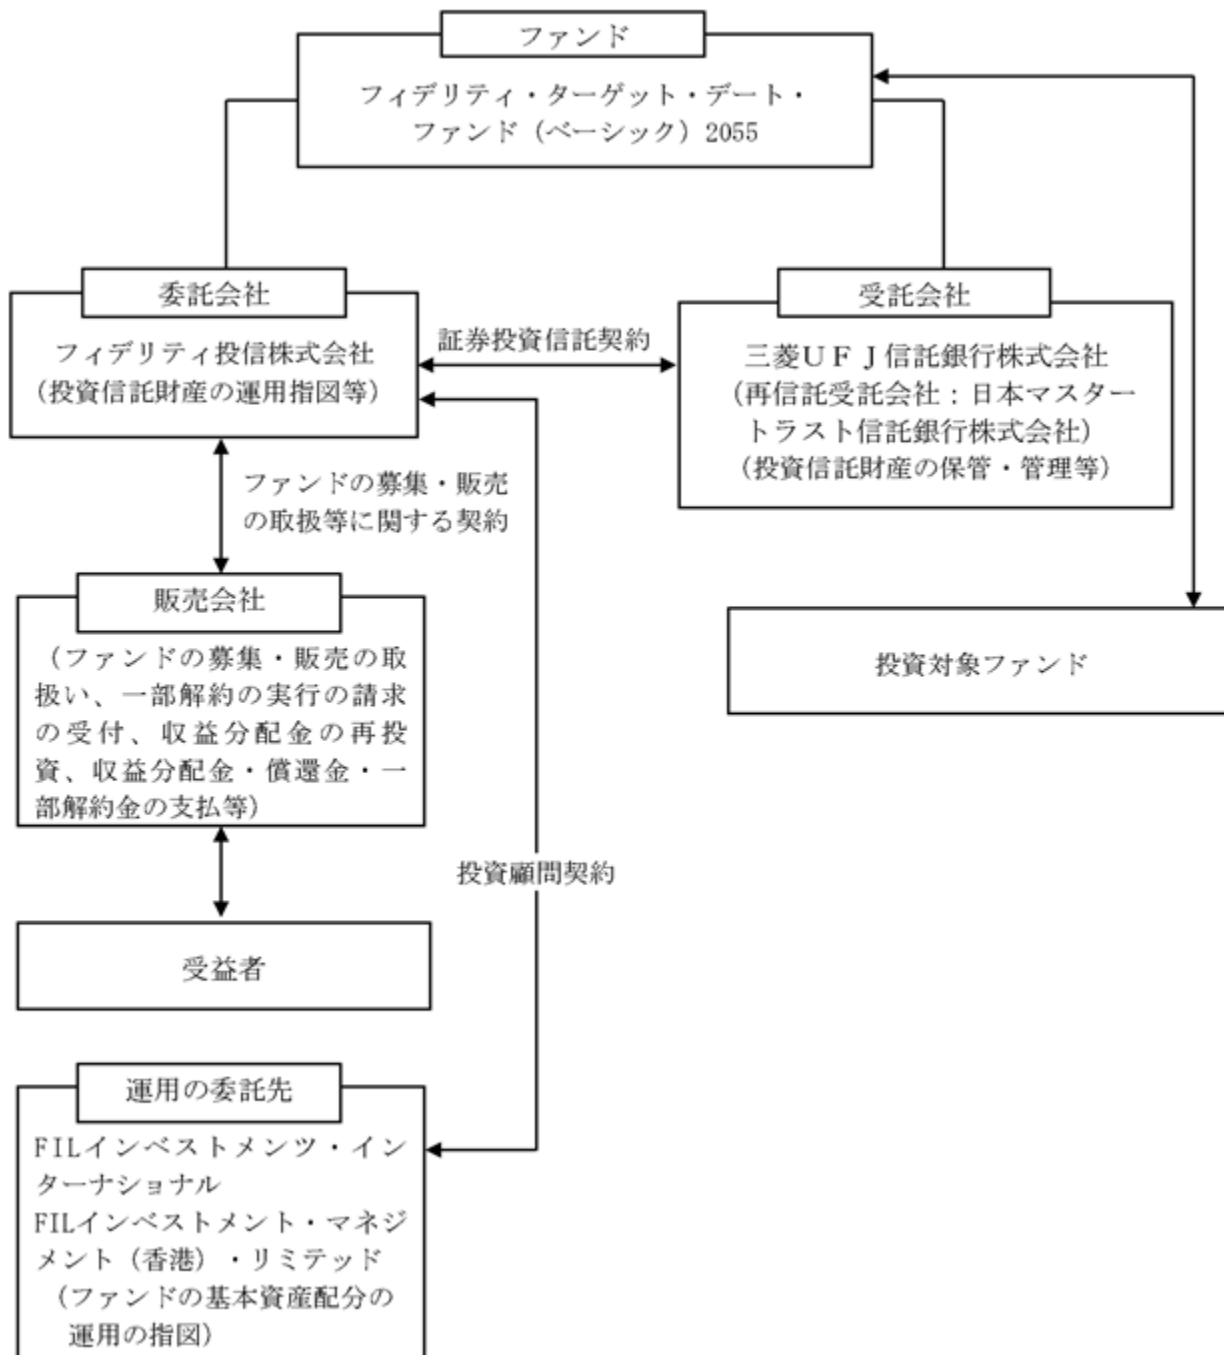 ファンド
フィデリティ・ターゲット・デート・
ファンド（ベーシック）2055
委託会社
フィデリティ投信株式会社
（投資信託財産の運用指図等）
証券投資信託契約
受託会社
三菱ＵＦＪ信託銀行株式会社
（再信託受託会社：日本マスター
トラスト信託銀行株式会社）
（投資信託財産の保管・管理等）
ファンドの募集・販売
の取扱等に関する契約
販売会社
（ファンドの募集・販売の取
扱い、一部解約の実行の請求
の受付、収益分配金の再投
資、収益分配金・償還金・一
部解約金の支払等）
投資対象ファンド
投資顧問契約
受益者
運用の委託先
FILインベストメンツ・イン
ターナショナル
FILインベストメント・マネジ
メント（香港）・リミテッド
（ファンドの基本資産配分の
運用の指図）